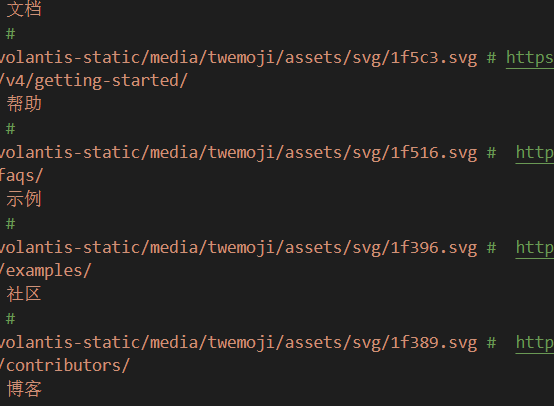 文档
#
volantis-static/media/twemoji/assets/svg/1f5c3.svg # https
/v4/getting-started/
帮助
#
volantis-static/media/twemoji/assets/svg/1f516.svg #  http
faqs/
示例
#
volantis-static/media/twemoji/assets/svg/1f396.svg #  http
/examples/
社区
#
volantis-static/media/twemoji/assets/svg/1f389.svg #  http
/contributors/
博客